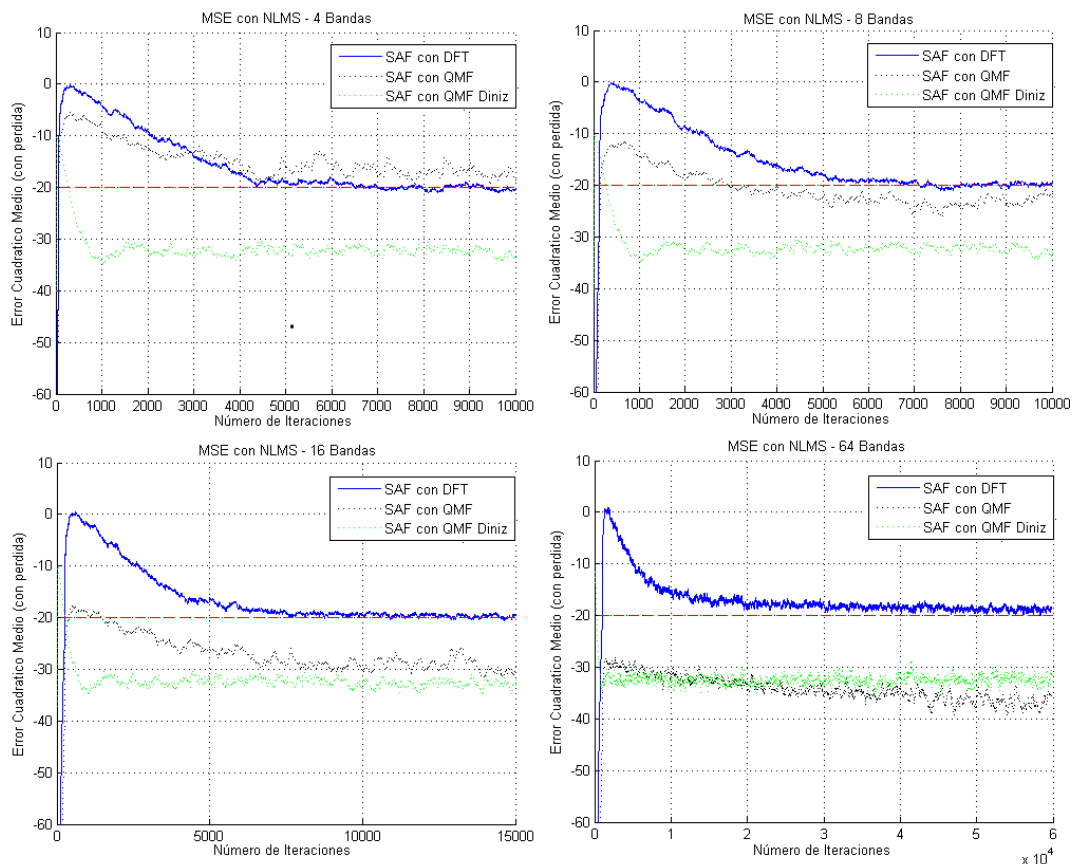 MSE con NLMS - 4 Bandas
10
0
-10
-20
-30
-40
-50
-60
Error Cuadratico Medio (con perdida)
SAF con DFT
SAF con QMF
SAF con QMF Diniz
0 1000 2000 3000 4000 5000 6000 7000 8000 9000 10000
Número de Iteraciones
MSE con NLMS - 8 Bandas
10
0
-10
-20
-30
-40
-50
-60
Error Cuadratico Medio (con perdida)
SAF con DFT
SAF con QMF
SAF con QMF Diniz
0 1000 2000 3000 4000 5000 6000 7000 8000 9000 10000
Número de Iteraciones
MSE con NLMS - 16 Bandas
10
0
-10
-20
-30
-40
-50
-60
Error Cuadratico Medio (con perdida)
SAF con DFT
SAF con QMF
SAF con QMF Diniz
0 5000 10000 15000
Número de Iteraciones
MSE con NLMS - 64 Bandas
10
0
-10
-20
-30
-40
-50
-60
Error Cuadratico Medio (con perdida)
SAF con DFT
SAF con QMF
SAF con QMF Diniz
0 1 2 3 4 5 6
Número de Iteraciones
x 10^4